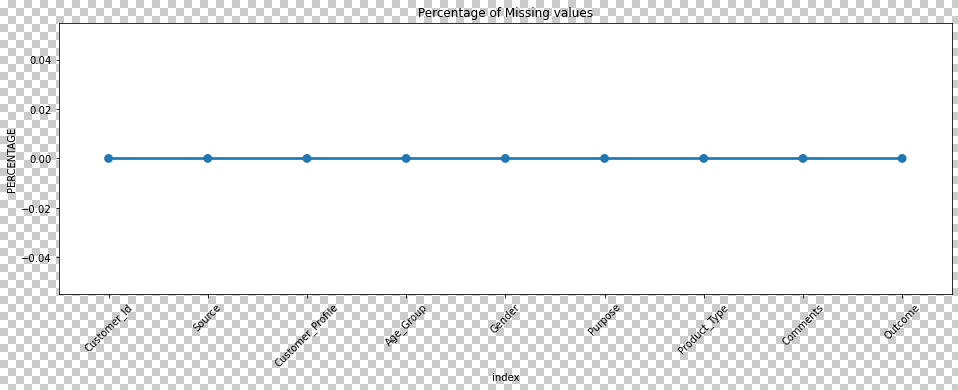 Percentage of Missing values
PERCENTAGE
0.04
0.02
0.00
−0.02
−0.04
Customer_Id
Source
Customer_Profile
Age_Group
Gender
Purpose
Product_Type
Comments
Outcome
index